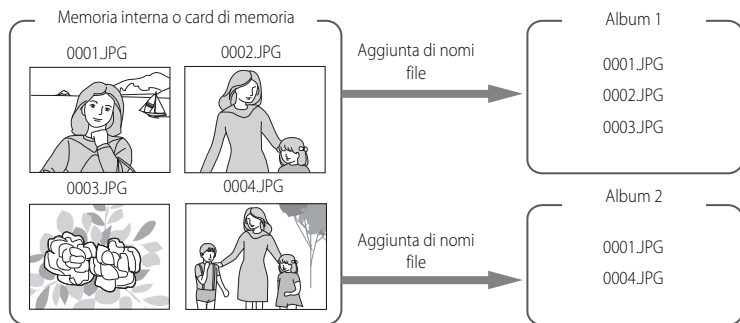 Memoria interna o card di memoria
0001.JPG
0002.JPG
0003.JPG
0004.JPG
Aggiunta di nomi
file
Album 1
0001.JPG
0002.JPG
0003.JPG
Aggiunta di nomi
file
Album 2
0001.JPG
0004.JPG